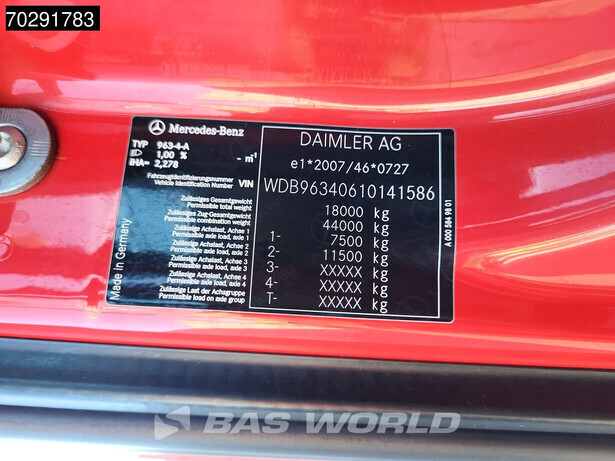 70291783
Mercedes-Benz
DAIMLER AG
TYP 963-4-A
1,00 % - m⁻¹
iHA= 2,278
e1*2007/46*0727
Fahrzeugidentifizierungsnummer
Vehicle Identification Number VIN
WDB96340610141586
Zulässiges Gesamtgewicht
Permissible total weight
18000 kg
Zulässiges Zug-Gesamtgewicht
Permissible combination weight
44000 kg
Zulässige Achslast, Achse 1
Permissible axle load, axle 1
1- 7500 kg
Zulässige Achslast, Achse 2
Permissible axle load, axle 2
2- 11500 kg
Zulässige Achslast, Achse 3
Permissible axle load, axle 3
3- XXXXX kg
Zulässige Achslast, Achse 4
Permissible axle load, axle 4
4- XXXXX kg
Zulässige Last der Achsgruppe
Permissible load on axle group
T- XXXXX kg
Made in Germany
A 000 584 98 01
BAS WORLD